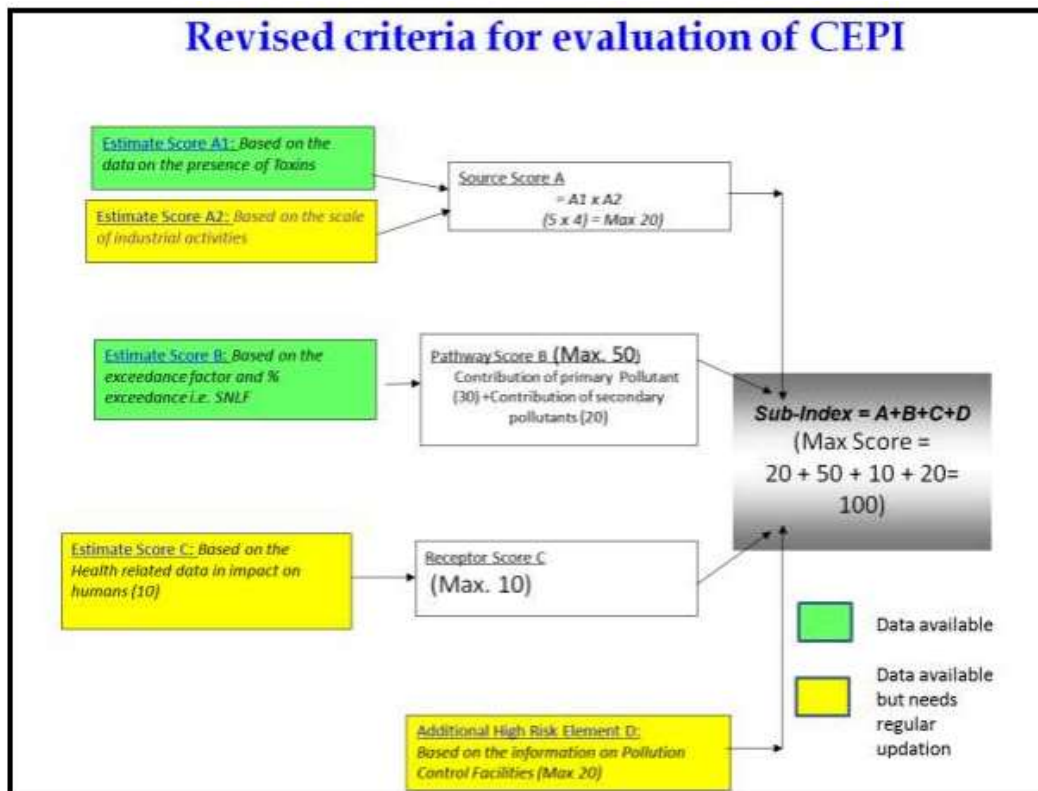 Revised criteria for evaluation of CEPI
Estimate Score A1: Based on the
data on the presence of Toxins
Estimate Score A2: Based on the scale
of industrial activities
Source Score A
= A1 x A2
(5 x 4) = Max 20)
Estimate Score B: Based on the
exceedance factor and %
exceedance i.e. SNLF
Pathway Score B (Max. 50)
Contribution of primary Pollutant
(30) +Contribution of secondary
pollutants (20)
Sub-Index = A+B+C+D
(Max Score =
20 + 50 + 10 + 20=
100)
Estimate Score C: Based on the
Health related data in impact on
humans (10)
Receptor Score C
(Max. 10)
Data available
Data available
but needs
regular
updation
Additional High Risk Element D:
Based on the information on Pollution
Control Facilities (Max 20)